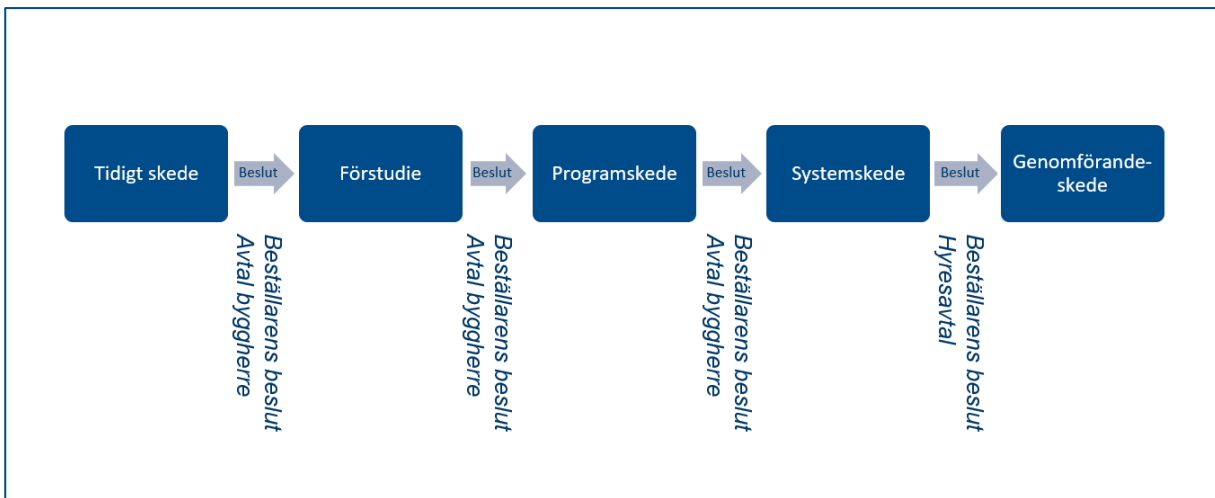 Tidigt skede
Beslut
Förstudie
Beslut
Programskede
Beslut
Systemskede
Beslut
Genomförande-
skede
Beställarens beslut
Avtal byggherre
Beställarens beslut
Avtal byggherre
Beställarens beslut
Avtal byggherre
Beställarens beslut
Hyresavtal